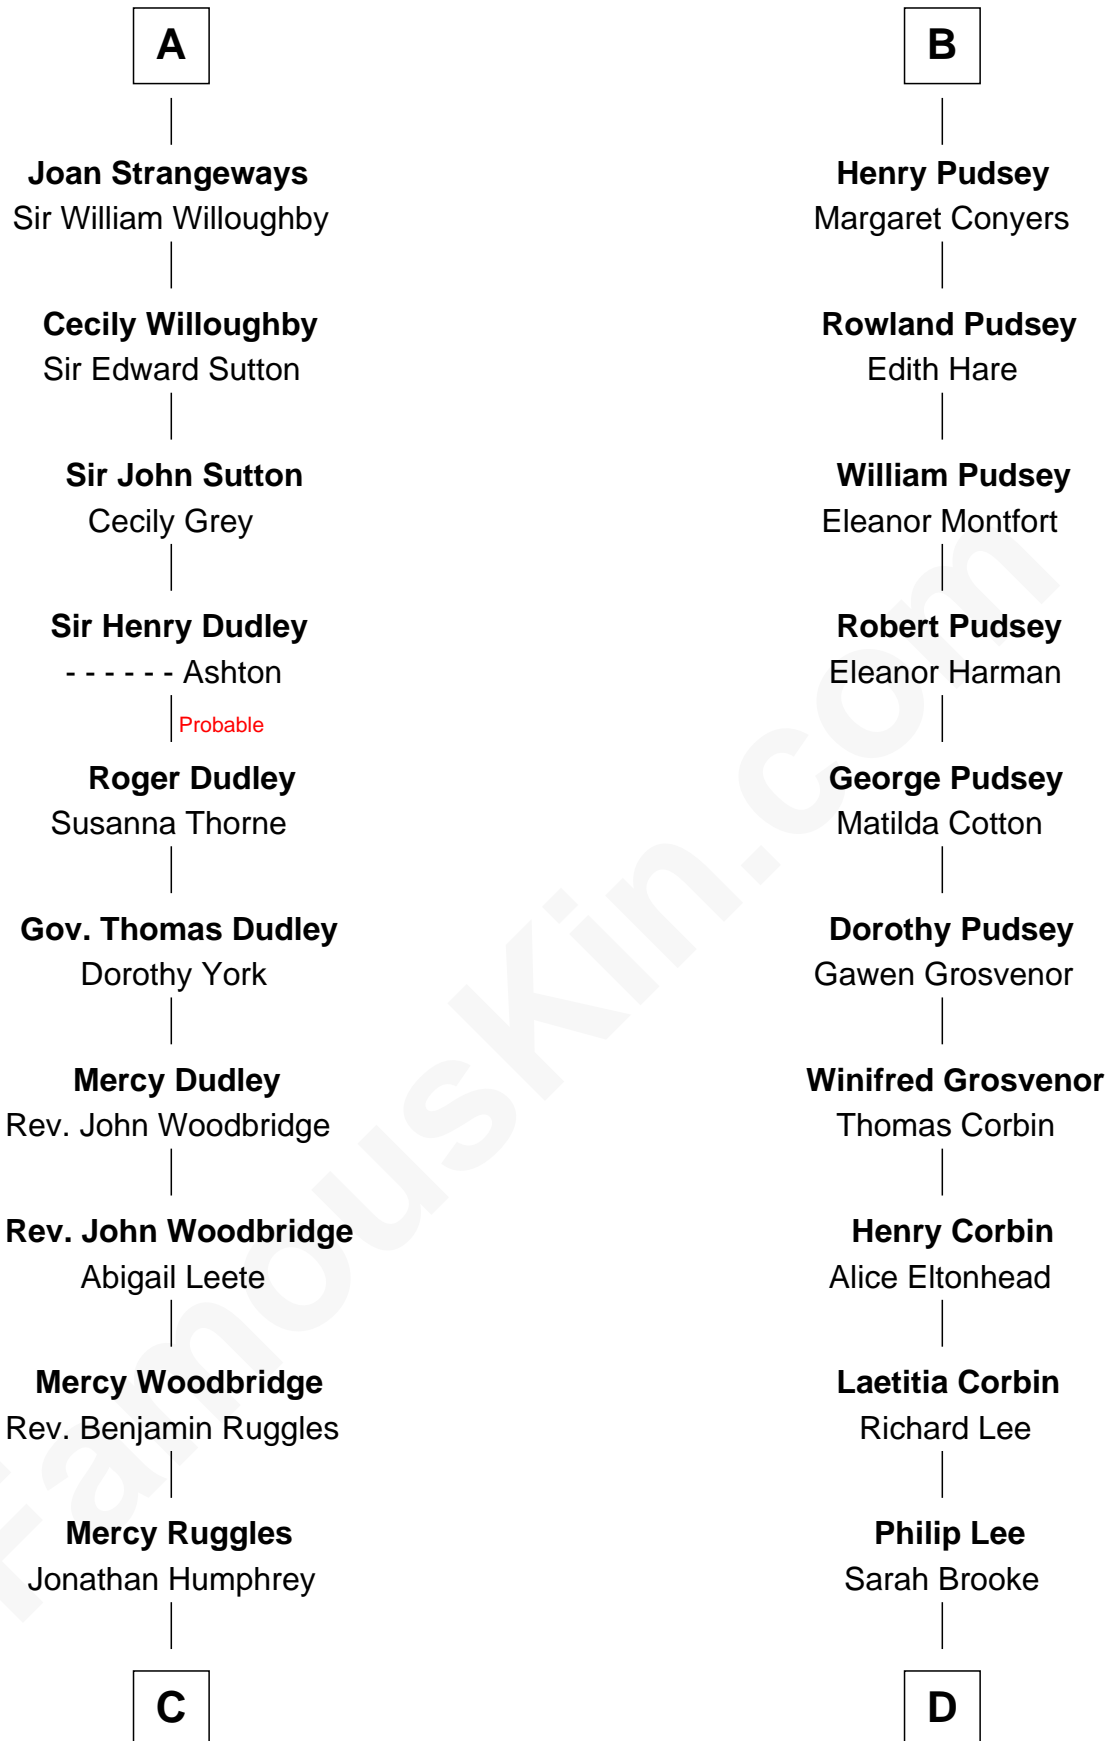 A
Joan Strangeways
Sir William Willoughby
Cecily Willoughby
Sir Edward Sutton
Sir John Sutton
Cecily Grey
Sir Henry Dudley
- - - - - - Ashton
Probable
Roger Dudley
Susanna Thorne
Gov. Thomas Dudley
Dorothy York
Mercy Dudley
Rev. John Woodbridge
Rev. John Woodbridge
Abigail Leete
Mercy Woodbridge
Rev. Benjamin Ruggles
Mercy Ruggles
Jonathan Humphrey
C
B
Henry Pudsey
Margaret Conyers
Rowland Pudsey
Edith Hare
William Pudsey
Eleanor Montfort
Robert Pudsey
Eleanor Harman
George Pudsey
Matilda Cotton
Dorothy Pudsey
Gawen Grosvenor
Winifred Grosvenor
Thomas Corbin
Henry Corbin
Alice Eltonhead
Laetitia Corbin
Richard Lee
Philip Lee
Sarah Brooke
D
FamousKin.com